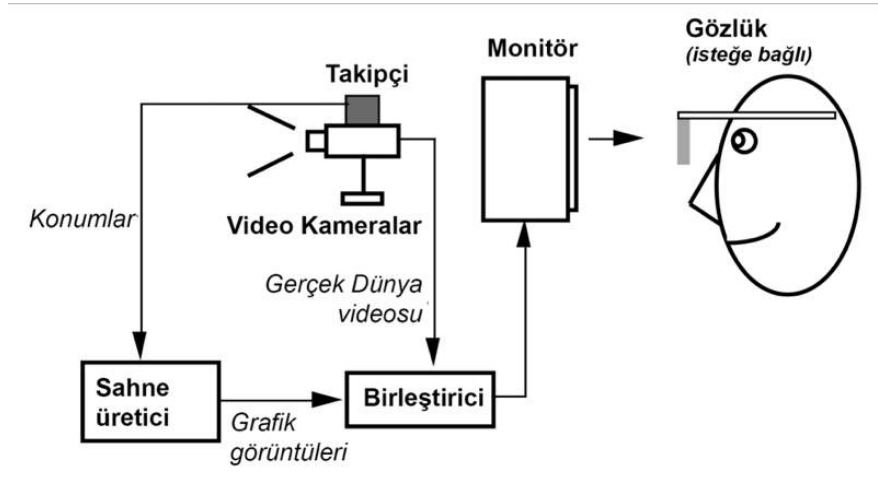 Gözlük
(isteğe bağlı)
Monitör
Takipçi
Konumlar
Video Kameralar
Gerçek Dünya
videosu
Sahne
üretici
Birleştirici
Grafik
görüntüleri